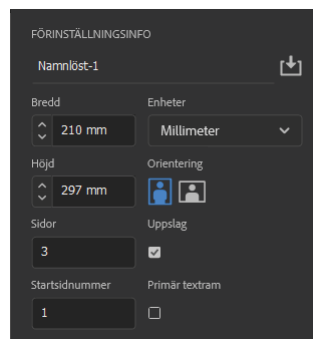 FÖRINSTÄLLNINGSINFO
Namnlöst-1
Bredd Enheter
210 mm Millimeter
Höjd Orientering
297 mm
Sidor Uppslag
3
Startsidnummer Primär textram
1